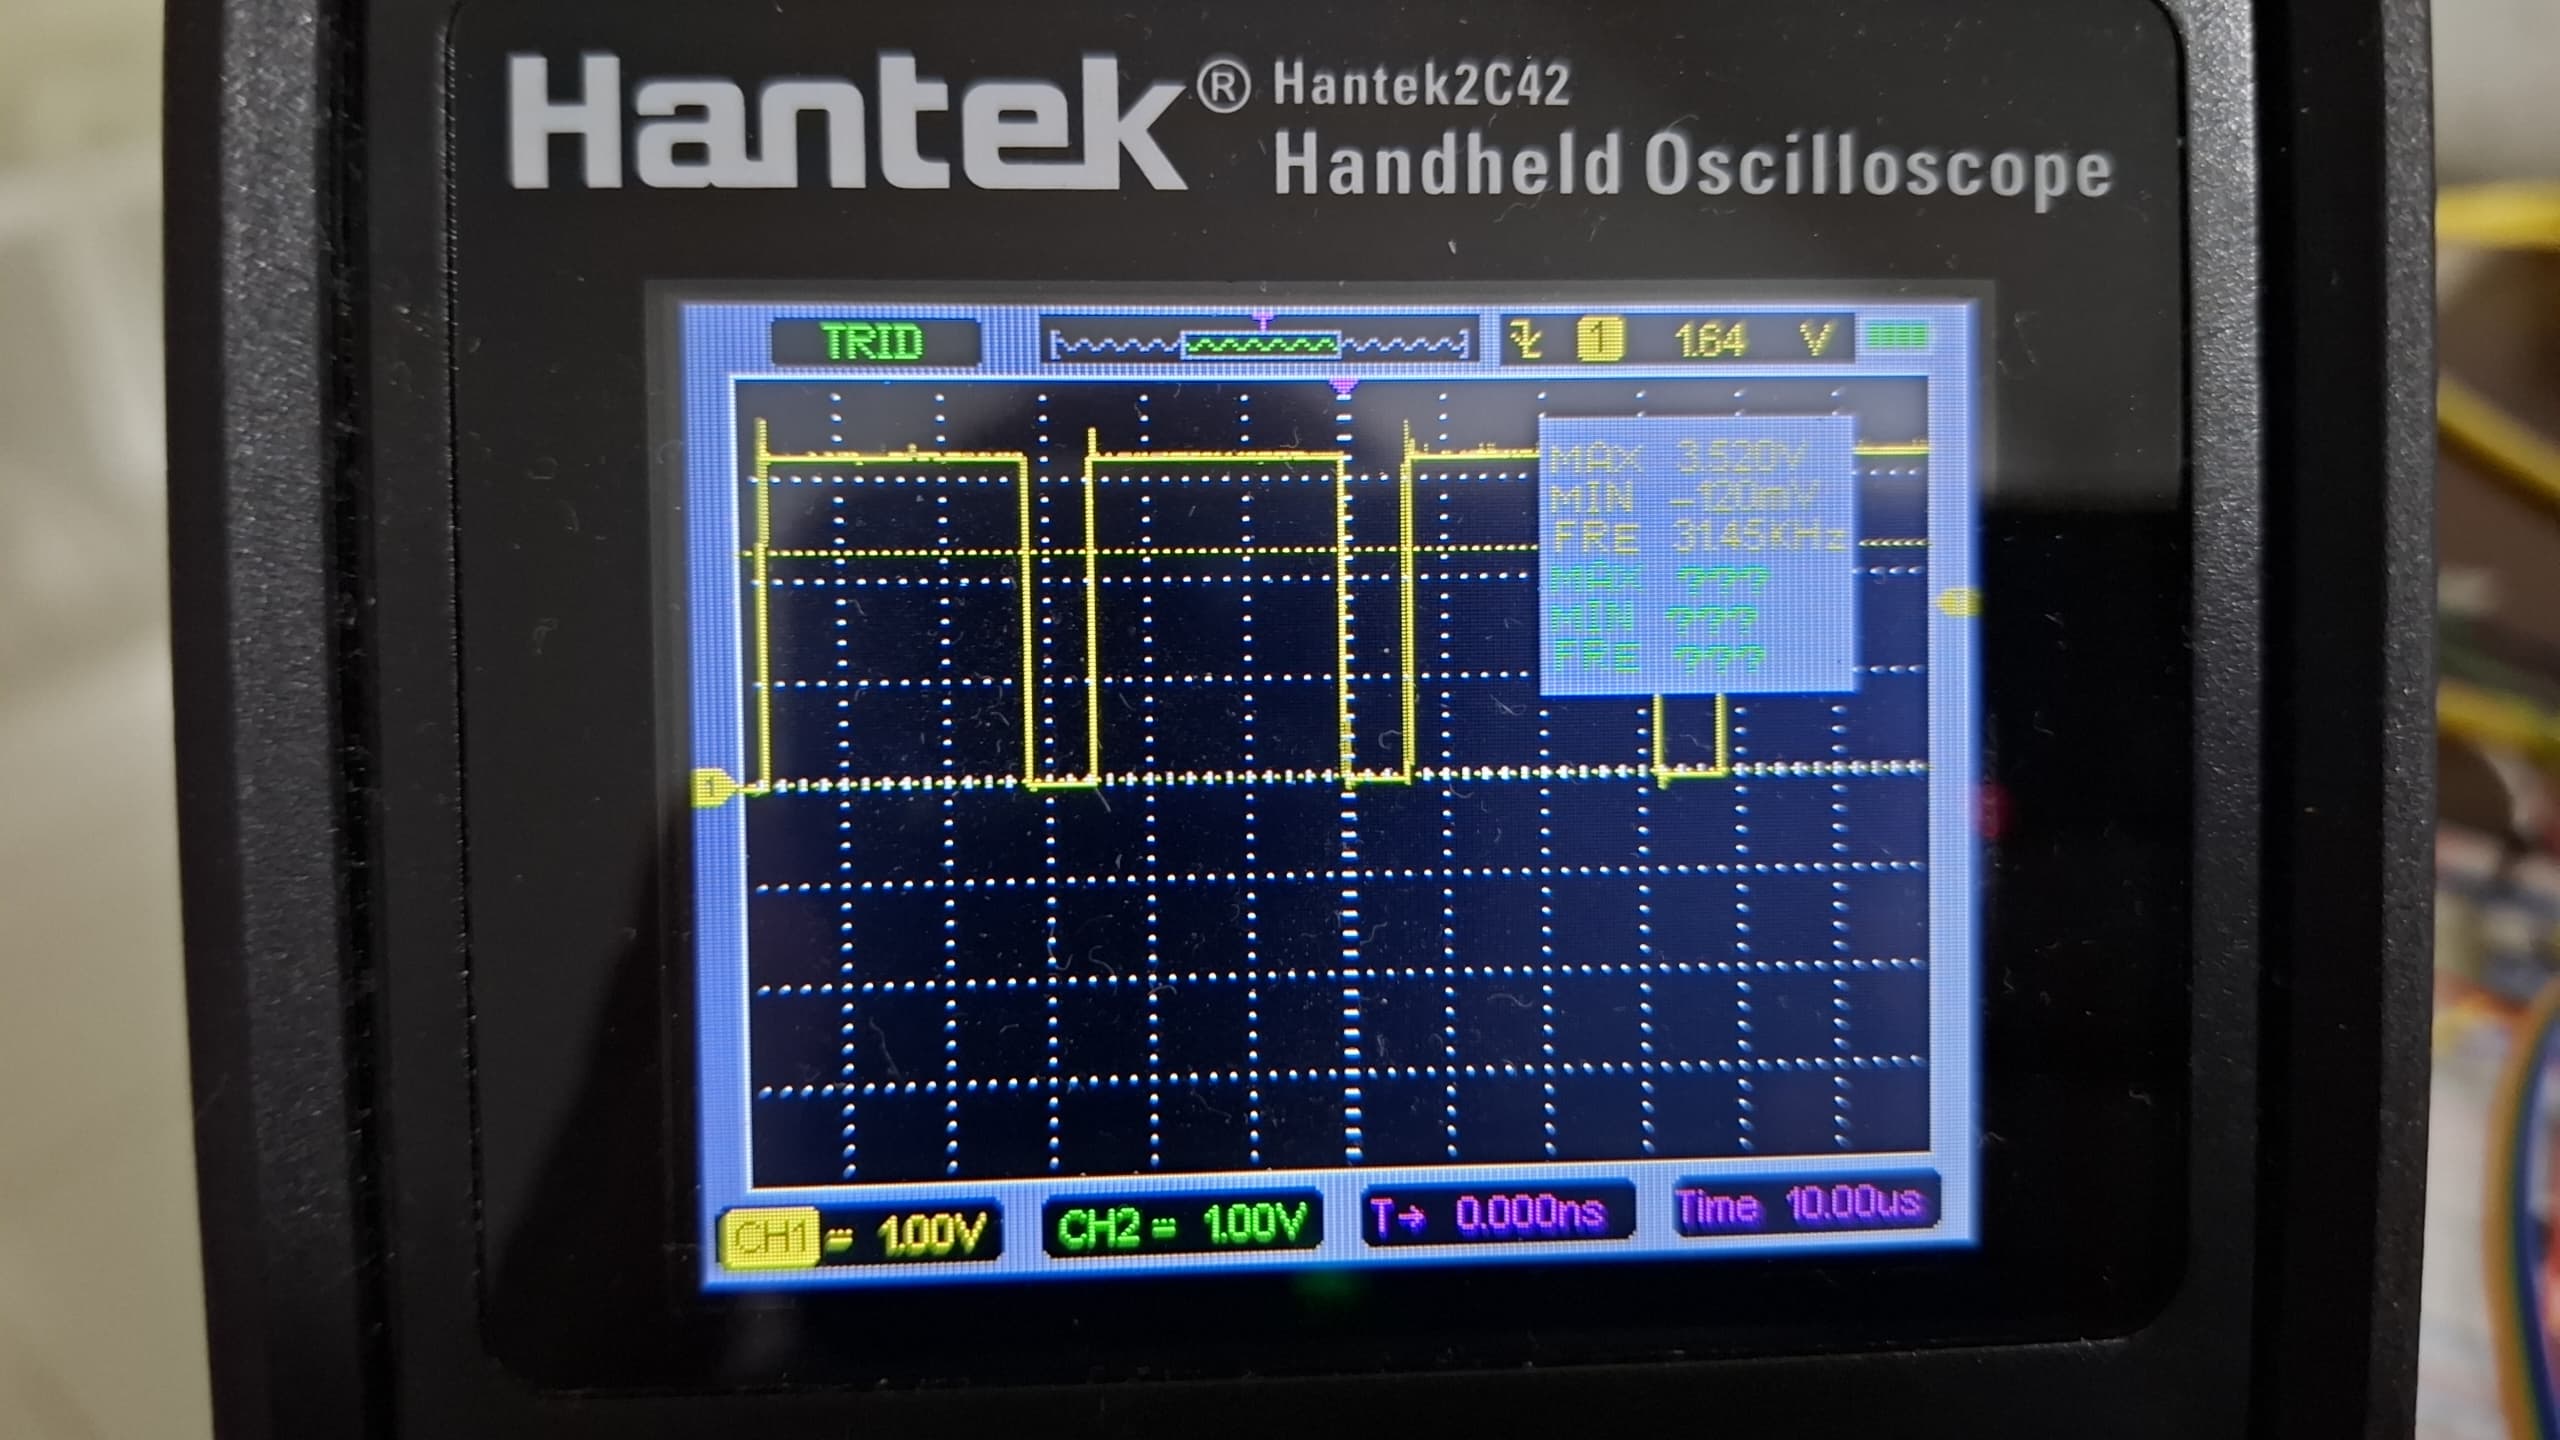 Hantek® Hantek2C42
Handheld Oscilloscope
TRID 1 1.64 V
MAX 3.520V
MIN -120mV
FRE 31.45KHz
MAX ???
MIN ???
FRE ???
1
CH1 = 1.00V CH2 = 1.00V T→ 0.000ns Time 10.00us